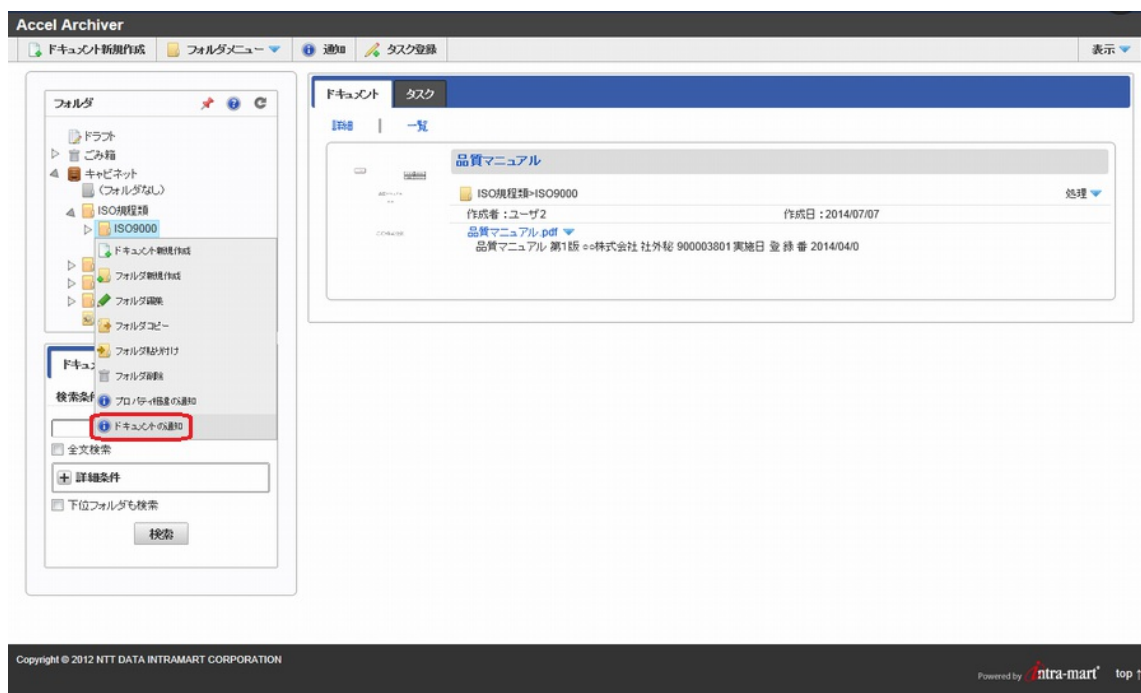 Accel Archiver
ドキュメント新規作成 フォルダメニュー 通知 タスク登録 表示
フォルダ
ドラフト
ごみ箱
キャビネット
(フォルダなし)
ISO規程類
ISO9000
ドキュメント新規作成
フォルダ新規作成
フォルダ編集
フォルダコピー
フォルダ貼り付け
フォルダ削除
プロパティ格差の通知
ドキュメントの通知
ドキュ
検索条件
全文検索
詳細条件
下位フォルダも検索
検索
ドキュメント タスク
詳細 | 一覧
品質マニュアル
ISO規程類>ISO9000 処理
作成者:ユーザ2 作成日:2014/07/07
品質マニュアル.pdf
品質マニュアル 第1版 ○○株式会社 社外秘 900003801 実施日 登 録 番 2014/04/0
Copyright © 2012 NTT DATA INTRAMART CORPORATION
Powered by intra-mart top ↑